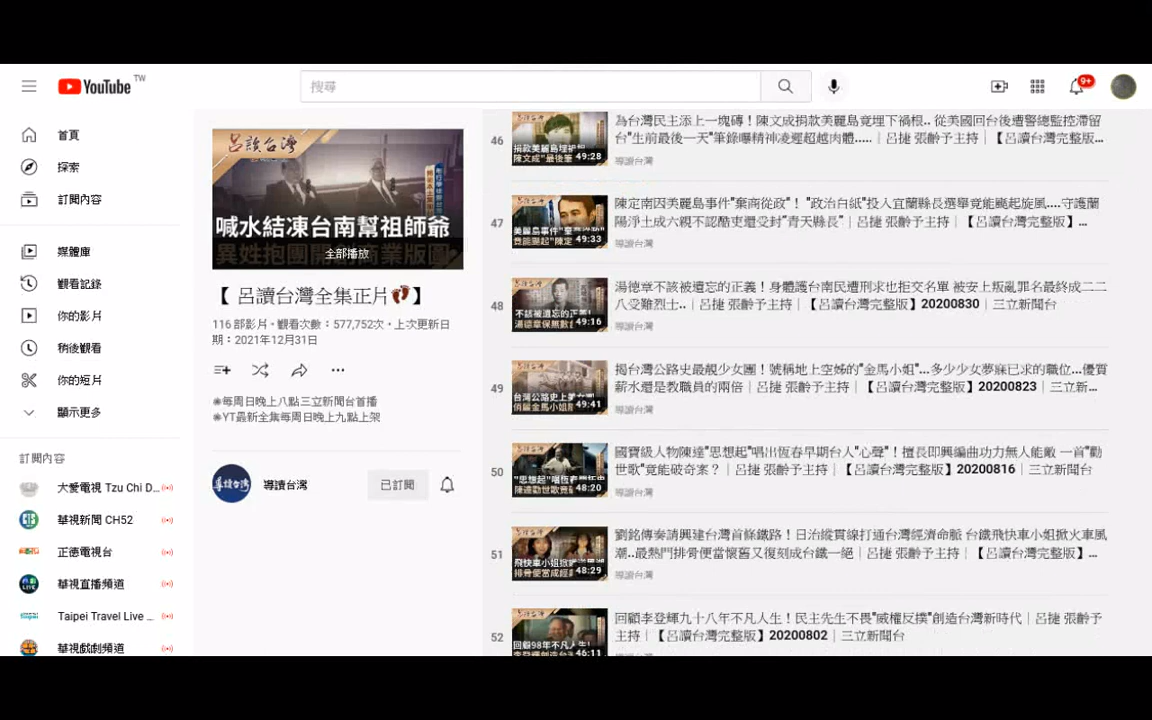 YouTube TW
搜尋
9+
首頁
探索
訂閱內容
媒體庫
觀看記錄
你的影片
稍後觀看
你的短片
顯示更多
訂閱內容
大愛電視 Tzu Chi D...
華視新聞 CH52
正德電視台
華視直播頻道
Taipei Travel Live ...
華視戲劇頻道
呂讀台灣
喊水結凍台南幫祖師爺
異姓抱團開創商業版圖
全部播放
【 呂讀台灣全集正片👣】
116 部影片 • 觀看次數：577,752次 • 上次更新日
期：2021年12月31日
◉每周日晚上八點三立新聞台首播
◉YT最新全集每周日晚上九點上架
導讀台灣
已訂閱
46
49:28
為台灣民主添上一塊磚！陳文成捐款美麗島竟埋下禍根.. 從美國回台後遭警總監控滯留
台"生前最後一天"筆錄曝精神凌遲超越肉體.....｜呂捷 張齡予主持｜【呂讀台灣完整版...
導讀台灣
47
49:33
陳定南因美麗島事件"棄商從政"！ "政治白紙"投入宜蘭縣長選舉竟能颳起旋風....守護蘭
陽淨土成六親不認酷吏還受封"青天縣長"｜呂捷 張齡予主持｜【呂讀台灣完整版】...
導讀台灣
48
49:16
湯德章不該被遺忘的正義！身體護台南民遭刑求也拒交名單 被安上叛亂罪名最終成二二
八受難烈士..｜呂捷 張齡予主持｜【呂讀台灣完整版】20200830｜三立新聞台
導讀台灣
49
49:41
揭台灣公路史上最靚少女團！號稱地上空姊的"金馬小姐"...多少少女夢寐已求的職位...優質
薪水還是教職員的兩倍｜呂捷 張齡予主持｜【呂讀台灣完整版】20200823｜三立新...
導讀台灣
50
48:20
國寶級人物陳達"思想起"唱出恆春早期台人"心聲"！擅長即興編曲功力無人能敵 一首"勸
世歌"竟能破奇案？｜呂捷 張齡予主持｜【呂讀台灣完整版】20200816｜三立新聞台
導讀台灣
51
48:29
劉銘傳奏請興建台灣首條鐵路！日治縱貫線打通台灣經濟命脈 台鐵飛快車小姐掀火車風
潮..最熱門排骨便當懷舊又復刻成台鐵一絕｜呂捷 張齡予主持｜【呂讀台灣完整版】...
導讀台灣
52
46:11
回顧李登輝九十八年不凡人生！民主先生不畏"威權反撲"創造台灣新時代｜呂捷 張齡予
主持｜【呂讀台灣完整版】20200802｜三立新聞台